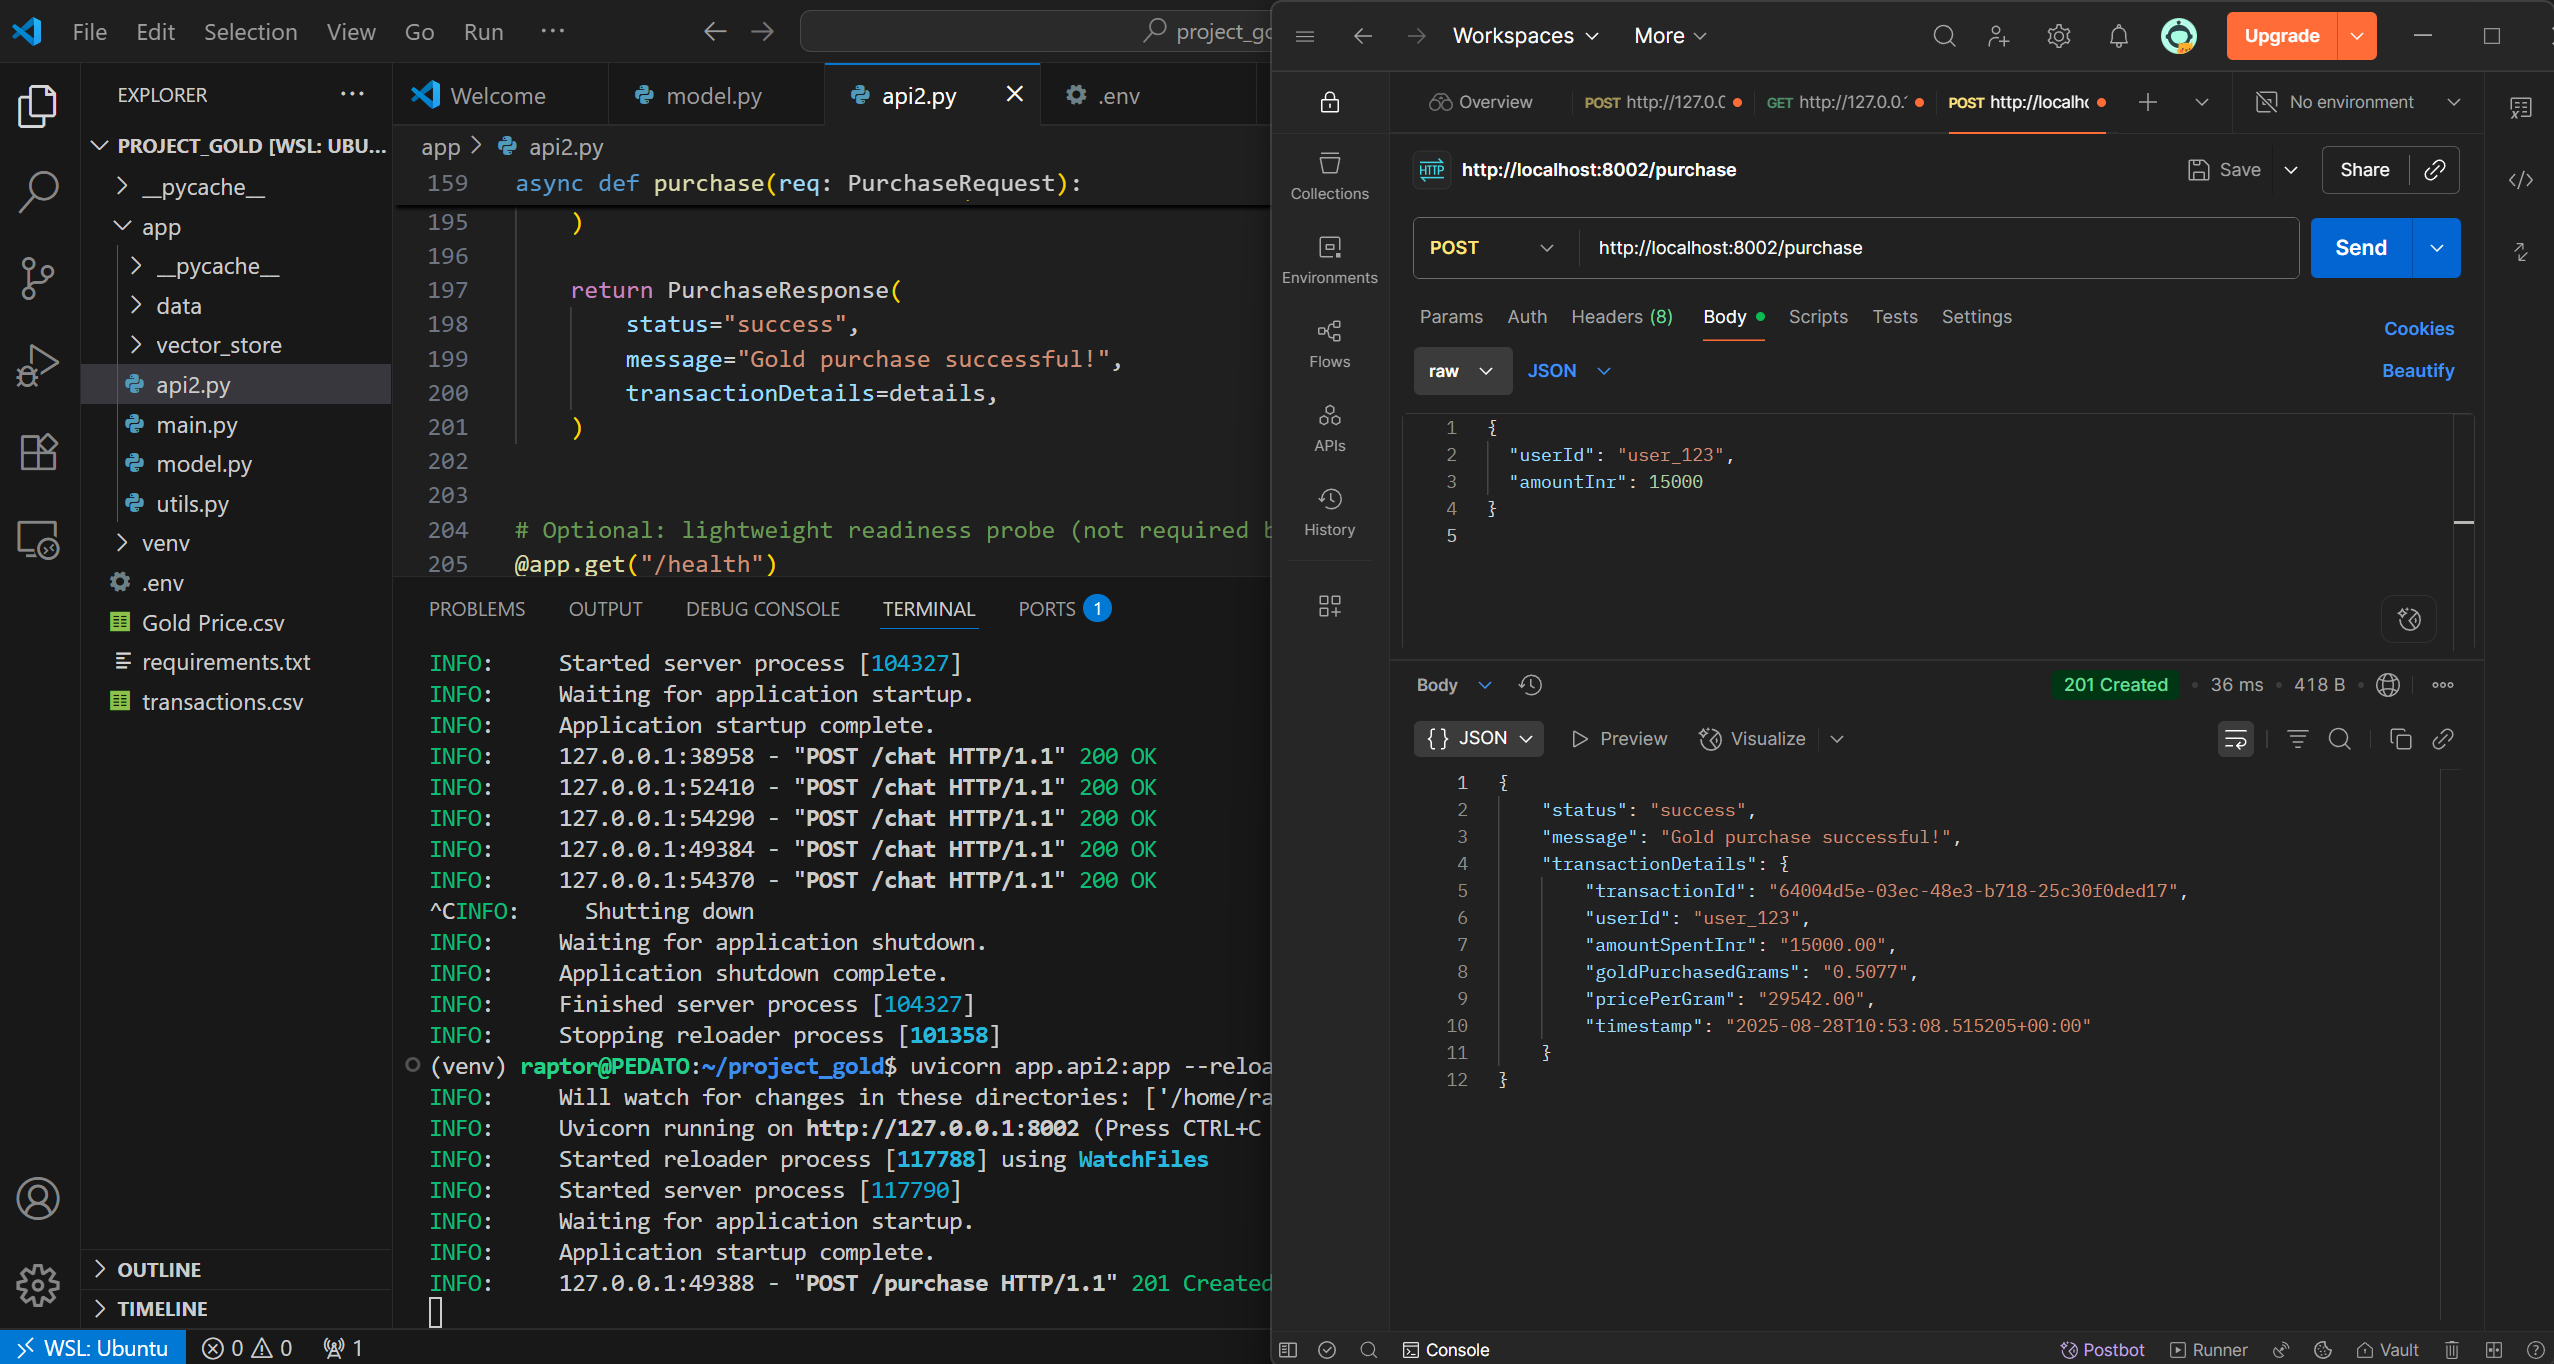 File Edit Selection View Go Run ··· project_go
EXPLORER ···
PROJECT_GOLD [WSL: UBU...
__pycache__
app
__pycache__
data
vector_store
api2.py
main.py
model.py
utils.py
venv
.env
Gold Price.csv
requirements.txt
transactions.csv
OUTLINE
TIMELINE
Welcome model.py api2.py .env
app > api2.py
159 async def purchase(req: PurchaseRequest):
195 )
196
197 return PurchaseResponse(
198 status="success",
199 message="Gold purchase successful!",
200 transactionDetails=details,
201 )
202
203
204 # Optional: lightweight readiness probe (not required b
205 @app.get("/health")
PROBLEMS OUTPUT DEBUG CONSOLE TERMINAL PORTS 1
INFO: Started server process [104327]
INFO: Waiting for application startup.
INFO: Application startup complete.
INFO: 127.0.0.1:38958 - "POST /chat HTTP/1.1" 200 OK
INFO: 127.0.0.1:52410 - "POST /chat HTTP/1.1" 200 OK
INFO: 127.0.0.1:54290 - "POST /chat HTTP/1.1" 200 OK
INFO: 127.0.0.1:49384 - "POST /chat HTTP/1.1" 200 OK
INFO: 127.0.0.1:54370 - "POST /chat HTTP/1.1" 200 OK
^CINFO: Shutting down
INFO: Waiting for application shutdown.
INFO: Application shutdown complete.
INFO: Finished server process [104327]
INFO: Stopping reloader process [101358]
(venv) raptor@PEDATO:~/project_gold$ uvicorn app.api2:app --reloa
INFO: Will watch for changes in these directories: ['/home/ra
INFO: Uvicorn running on http://127.0.0.1:8002 (Press CTRL+C
INFO: Started reloader process [117788] using WatchFiles
INFO: Started server process [117790]
INFO: Waiting for application startup.
INFO: Application startup complete.
INFO: 127.0.0.1:49388 - "POST /purchase HTTP/1.1" 201 Created
WSL: Ubuntu 0 0 1
Workspaces More Upgrade
Overview POST http://127.0.0 GET http://127.0.0. POST http://localho No environment
Collections
Environments
Flows
APIs
History
HTTP http://localhost:8002/purchase Save Share
POST http://localhost:8002/purchase Send
Params Auth Headers (8) Body Scripts Tests Settings Cookies
raw JSON Beautify
1 {
2 "userId": "user_123",
3 "amountInr": 15000
4 }
5
Body 201 Created • 36 ms • 418 B •
{} JSON Preview Visualize
1 {
2 "status": "success",
3 "message": "Gold purchase successful!",
4 "transactionDetails": {
5 "transactionId": "64004d5e-03ec-48e3-b718-25c30f0ded17",
6 "userId": "user_123",
7 "amountSpentInr": "15000.00",
8 "goldPurchasedGrams": "0.5077",
9 "pricePerGram": "29542.00",
10 "timestamp": "2025-08-28T10:53:08.515205+00:00"
11 }
12 }
Console Postbot Runner Vault